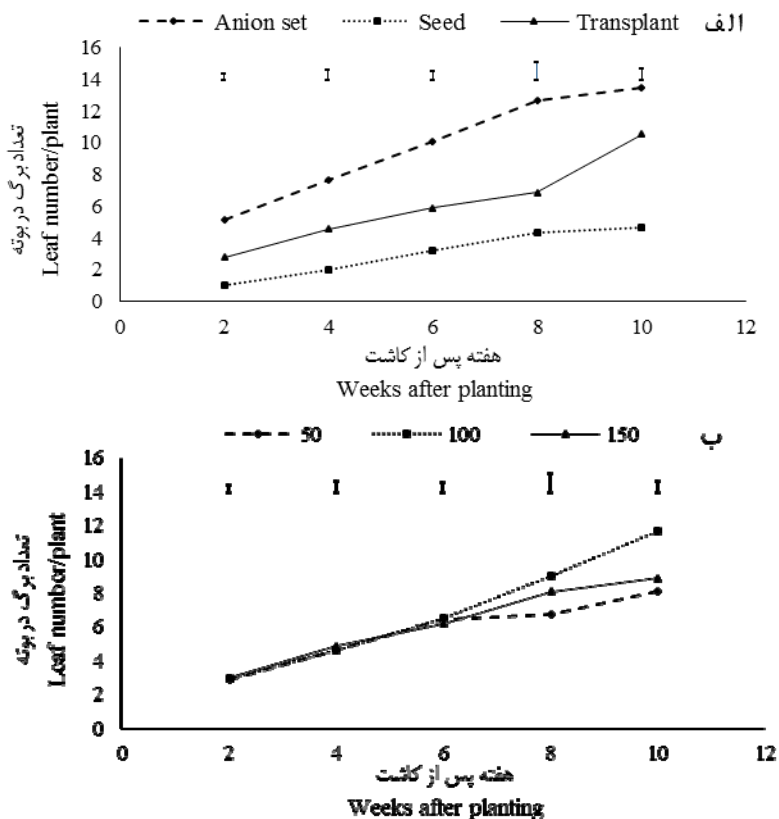 Anion set Seed Transplant الف
16
14
12
10
8
6
4
2
0
تعداد برگ در بوته
Leaf number/plant
0 2 4 6 8 10 12
هفته پس از کاشت
Weeks after planting
50 100 150 ب
16
14
12
10
8
6
4
2
0
تعداد برگ در بوته
Leaf number/plant
0 2 4 6 8 10 12
هفته پس از کاشت
Weeks after planting